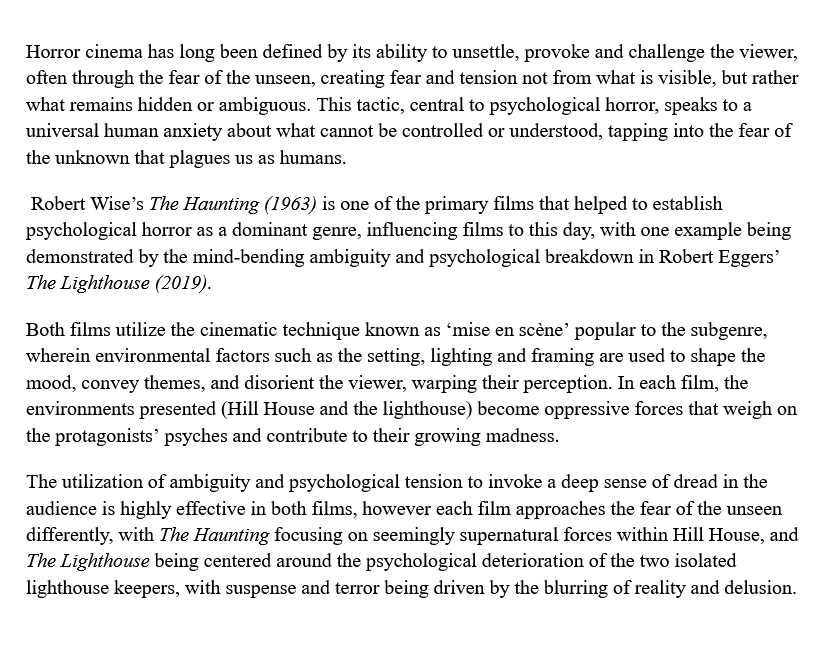 Horror cinema has long been defined by its ability to unsettle, provoke and challenge the viewer,
often through the fear of the unseen, creating fear and tension not from what is visible, but rather
what remains hidden or ambiguous. This tactic, central to psychological horror, speaks to a
universal human anxiety about what cannot be controlled or understood, tapping into the fear of
the unknown that plagues us as humans.
Robert Wise’s The Haunting (1963) is one of the primary films that helped to establish
psychological horror as a dominant genre, influencing films to this day, with one example being
demonstrated by the mind-bending ambiguity and psychological breakdown in Robert Eggers’
The Lighthouse (2019).
Both films utilize the cinematic technique known as ‘mise en scène’ popular to the subgenre,
wherein environmental factors such as the setting, lighting and framing are used to shape the
mood, convey themes, and disorient the viewer, warping their perception. In each film, the
environments presented (Hill House and the lighthouse) become oppressive forces that weigh on
the protagonists’ psyches and contribute to their growing madness.
The utilization of ambiguity and psychological tension to invoke a deep sense of dread in the
audience is highly effective in both films, however each film approaches the fear of the unseen
differently, with The Haunting focusing on seemingly supernatural forces within Hill House, and
The Lighthouse being centered around the psychological deterioration of the two isolated
lighthouse keepers, with suspense and terror being driven by the blurring of reality and delusion.